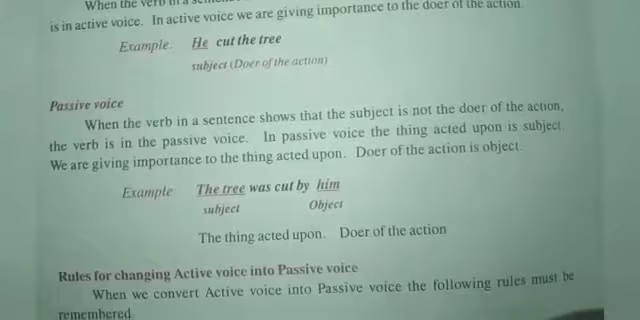 When the verb in a sentence
is in active voice. In active voice we are giving importance to the doer of the action.
Example: He cut the tree
subject (Doer of the action)
Passive voice
When the verb in a sentence shows that the subject is not the doer of the action,
the verb is in the passive voice. In passive voice the thing acted upon is subject.
We are giving importance to the thing acted upon. Doer of the action is object.
Example The tree was cut by him
subject Object
The thing acted upon. Doer of the action
Rules for changing Active voice into Passive voice
When we convert Active voice into Passive voice the following rules must be
remembered